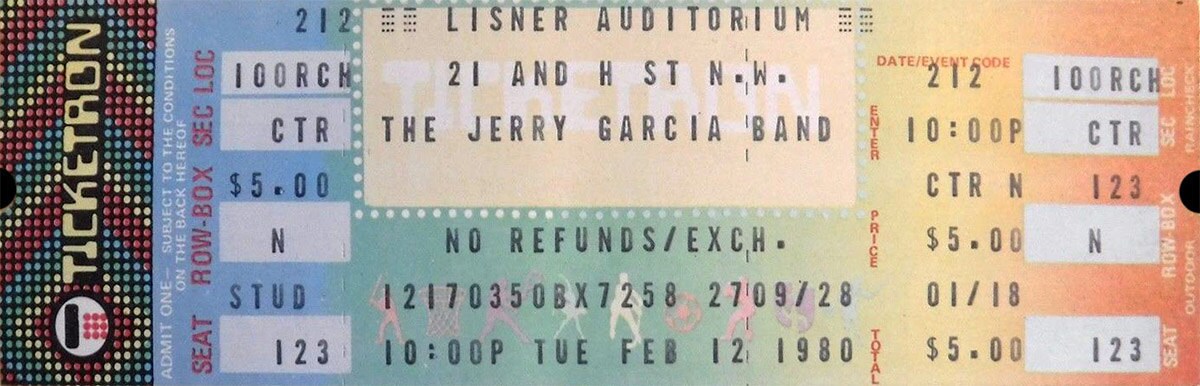 TICKETRON
ADMIT ONE— SUBJECT TO THE CONDITIONS
ON THE BACK HEREOF
SEAT ROW-BOX SEC LOC
212
100RCH
CTR
$5.00
N
STUD
123
LISNER AUDITORIUM
21 AND H ST N.W.
THE JERRY GARCIA BAND
TICKETRON
NO REFUNDS/EXCH.
12170350BX7258 2709/28
10:00P TUE FEB 12 1980
DATE/EVENT CODE
ENTER
PRICE
TOTAL
212 100RCH
10:00P CTR
CTR N 123
$5.00 N
01/18
$5.00 123
SEAT ROW-BOX SEC LOC
RAINCHECK